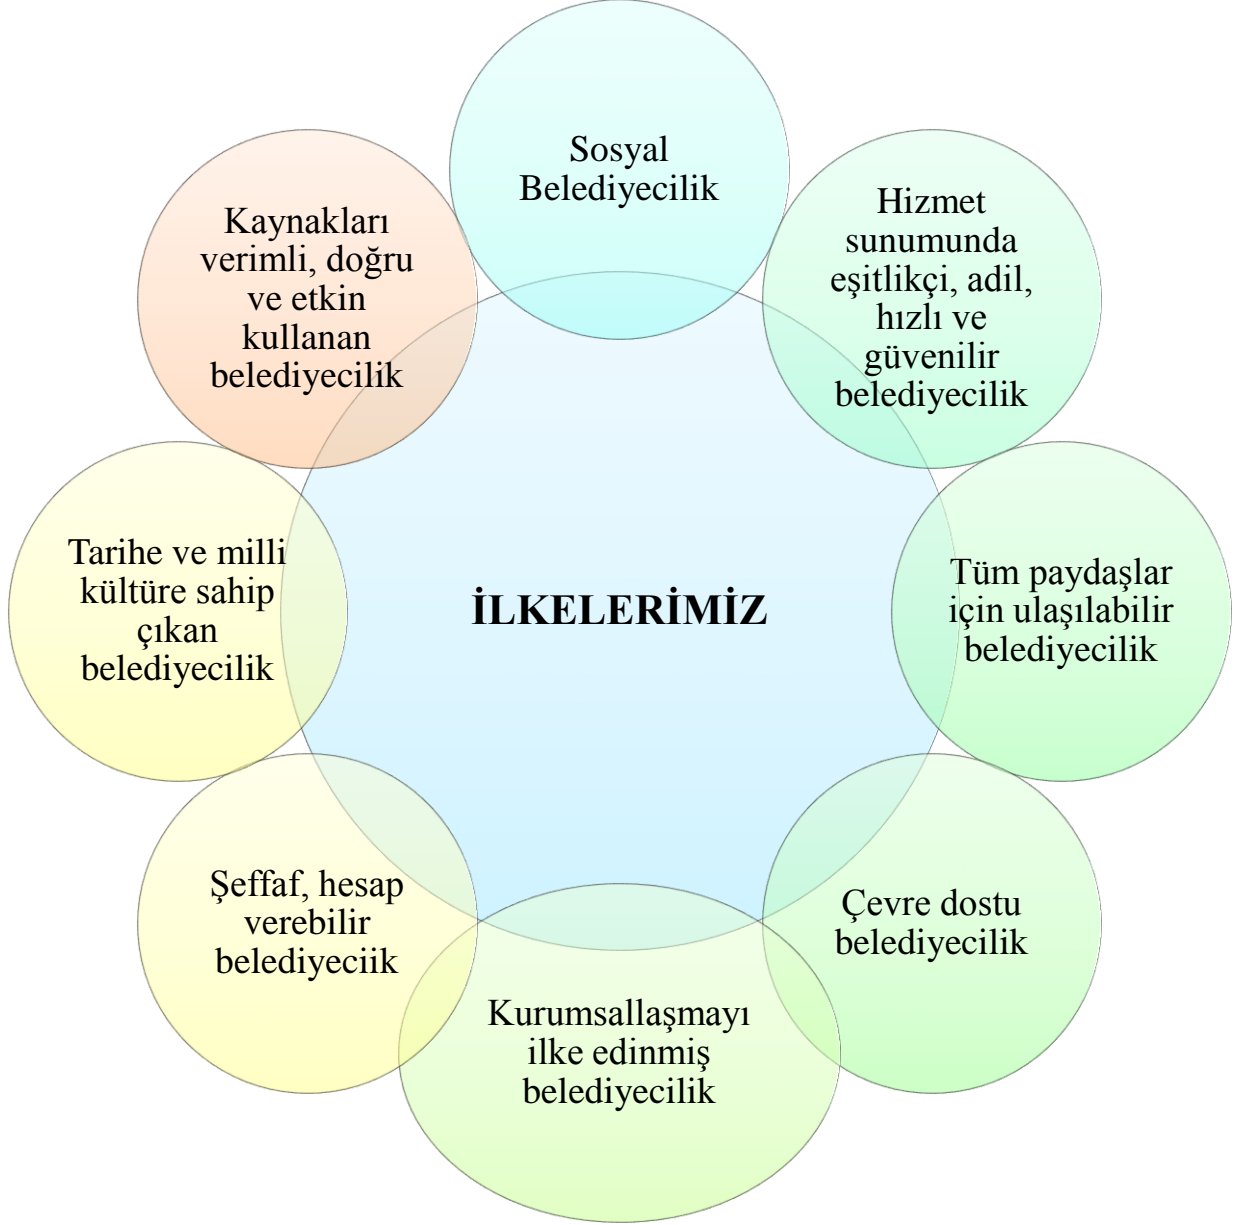 Sosyal
Belediyecilik
Hizmet
sunumunda
eşitlikçi, adil,
hızlı ve
güvenilir
belediyecilik
Tüm paydaşlar
için ulaşılabilir
belediyecilik
Çevre dostu
belediyecilik
Kurumsallaşmayı
ilke edinmiş
belediyecilik
Şeffaf, hesap
verebilir
belediyeciik
Tarihe ve milli
kültüre sahip
çıkan
belediyecilik
Kaynakları
verimli, doğru
ve etkin
kullanan
belediyecilik
İLKELERİMİZ